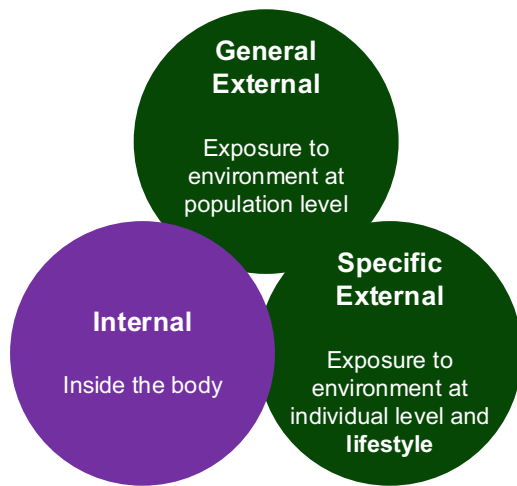 General
External
Exposure to
environment at
population level
Internal
Inside the body
Specific
External
Exposure to
environment at
individual level and
lifestyle